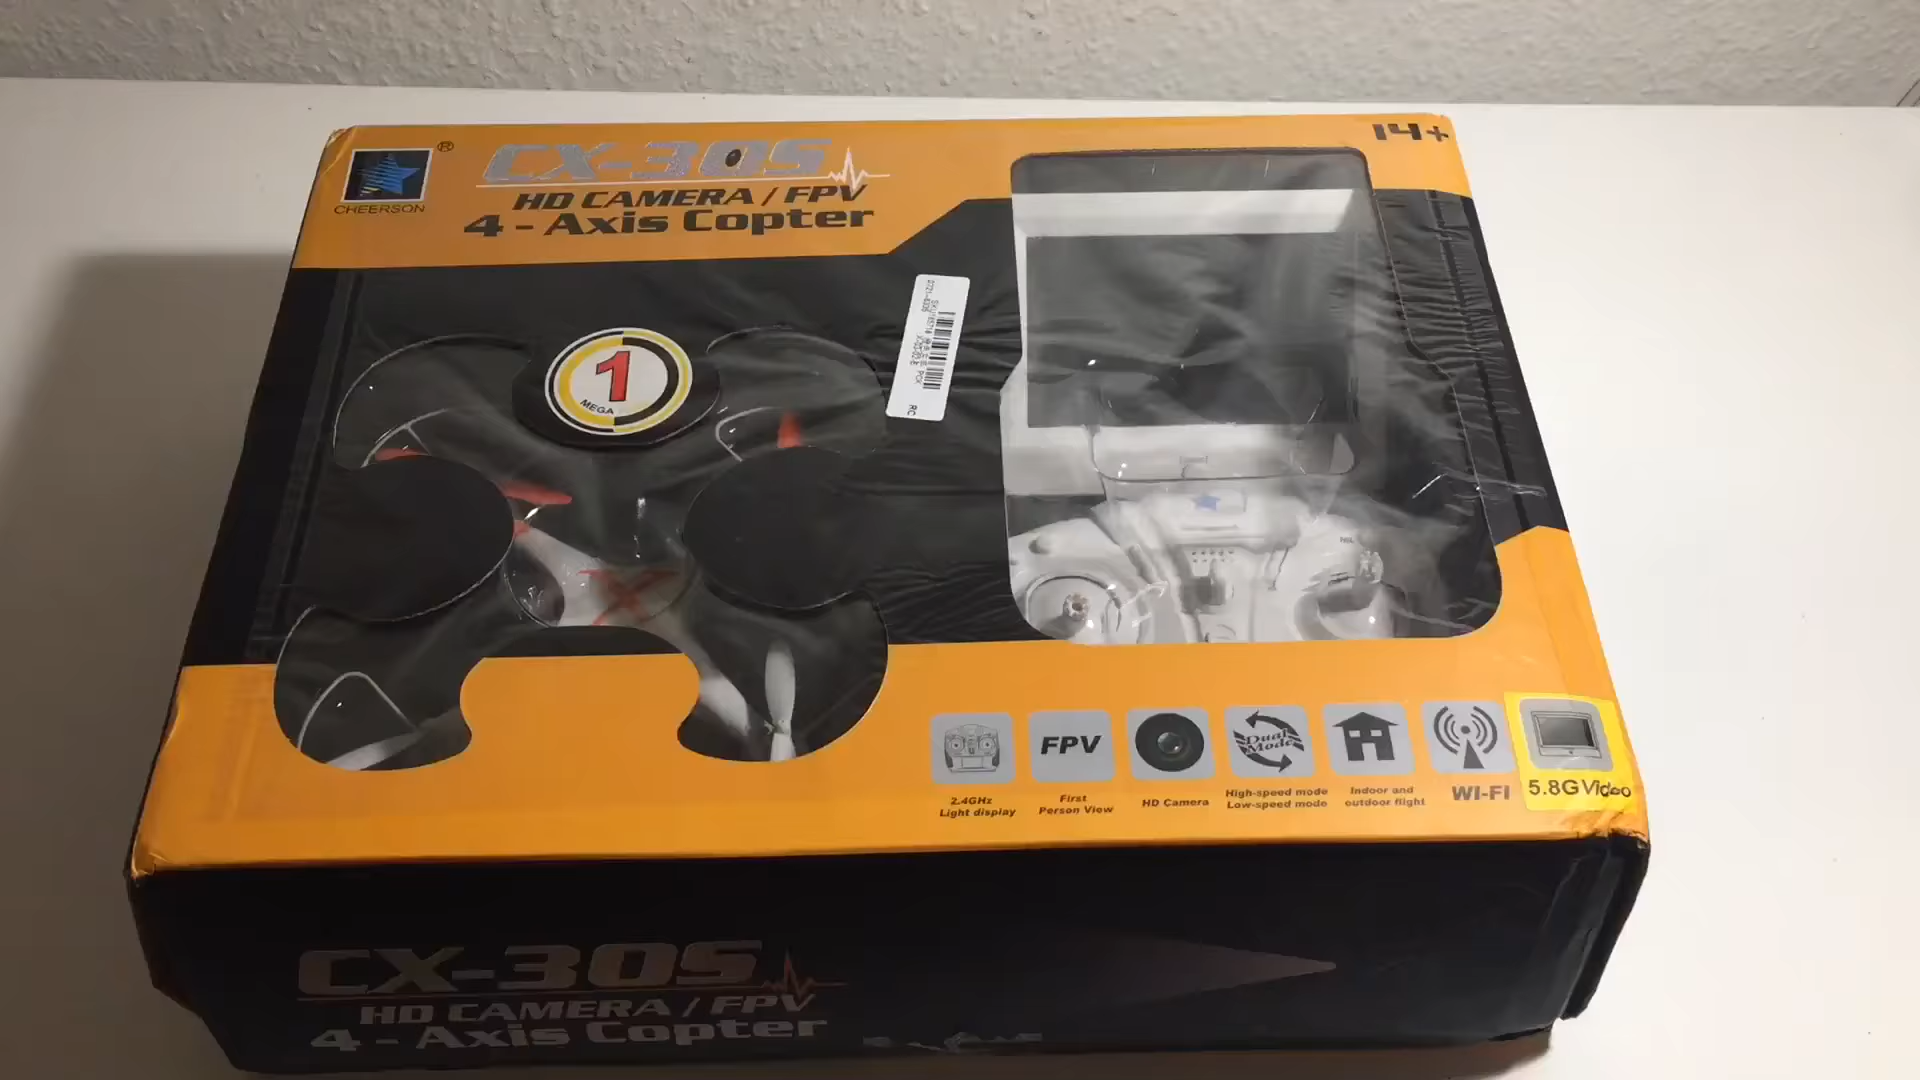 CHEERSON
®
CX-30S
HD CAMERA / FPV
4 - Axis Copter
14+
1
MEGA
RC
FPV
Dual
Mode
2.4GHz
Light display
First
Person View
HD Camera
High-speed mode
Low-speed mode
Indoor and
outdoor flight
WI-FI
5.8G Video
CX-30S
HD CAMERA / FPV
4 - Axis Copter